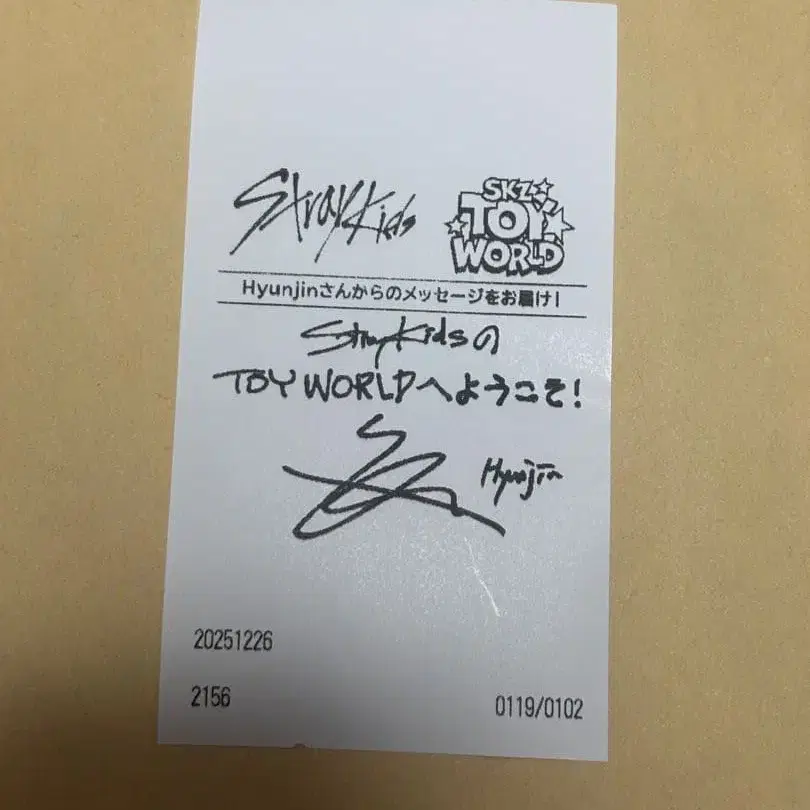 Stray Kids
SKZ
TOY
WORLD
Hyunjinさんからのメッセージをお届け!
Stray Kidsの
TOY WORLDへようこそ!
Hyunjin
20251226
2156
0119/0102